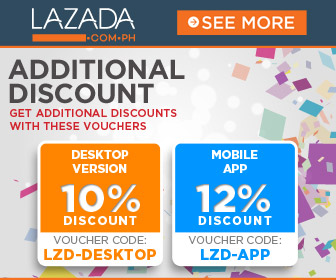 LAZADA
.COM.PH
SEE MORE
ADDITIONAL
DISCOUNT
GET ADDITIONAL DISCOUNTS
WITH THESE VOUCHERS
DESKTOP
VERSION
10%
DISCOUNT
VOUCHER CODE:
LZD-DESKTOP
MOBILE
APP
12%
DISCOUNT
VOUCHER CODE:
LZD-APP